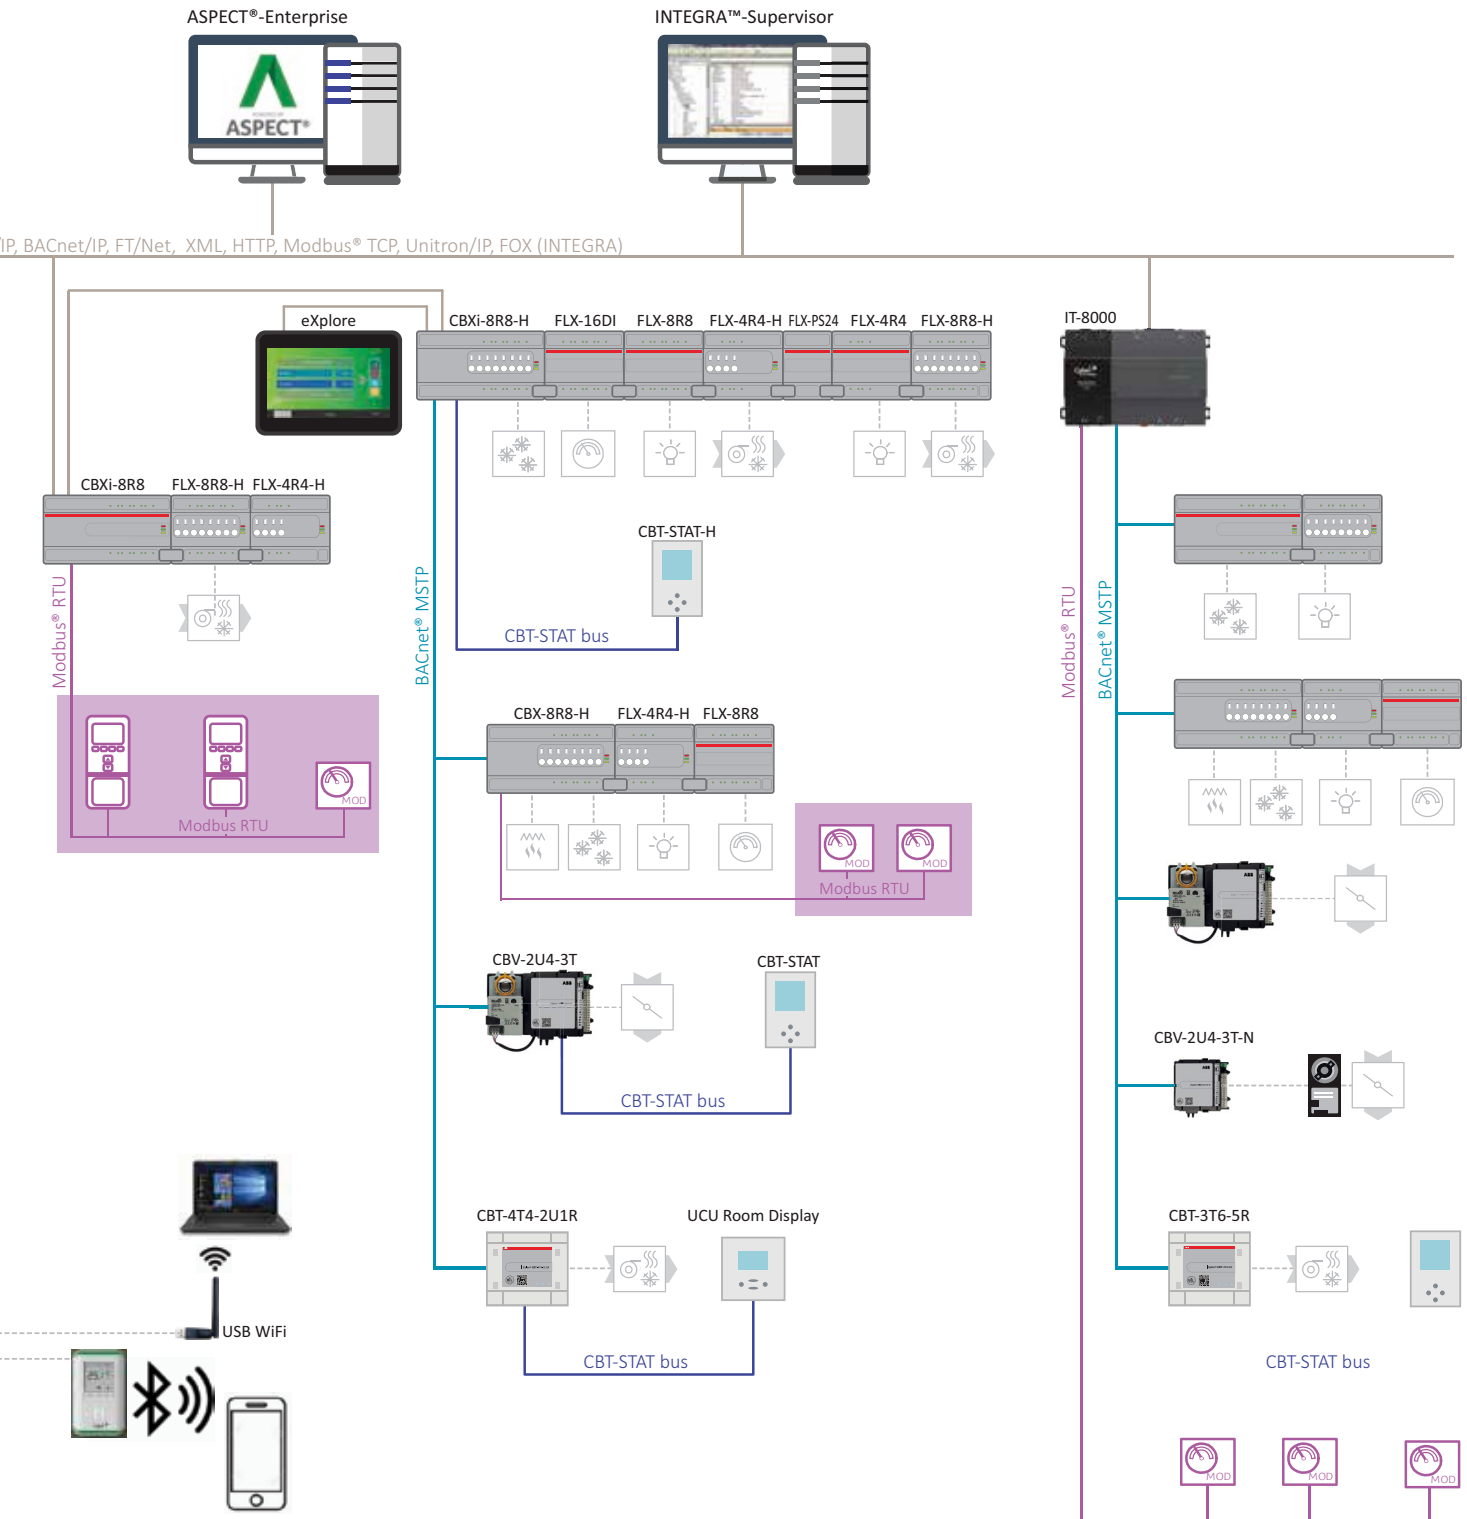 ASPECT®-Enterprise
INTEGRA™-Supervisor
ASPECT®
/IP, BACnet/IP, FT/Net, XML, HTTP, Modbus® TCP, Unitron/IP, FOX (INTEGRA)
eXplore
CBXi-8R8-H
FLX-16DI
FLX-8R8
FLX-4R4-H
FLX-PS24
FLX-4R4
FLX-8R8-H
IT-8000
CBXi-8R8
FLX-8R8-H
FLX-4R4-H
CBT-STAT-H
Modbus® RTU
BACnet® MSTP
CBT-STAT bus
Modbus® RTU
BACnet® MSTP
CBX-8R8-H
FLX-4R4-H
FLX-8R8
MOD
Modbus RTU
MOD
MOD
Modbus RTU
CBV-2U4-3T
CBT-STAT
ABB
ABB
CBT-STAT bus
CBV-2U4-3T-N
ABB
CBT-4T4-2U1R
UCU Room Display
CBT-3T6-5R
USB WiFi
CBT-STAT bus
CBT-STAT bus
MOD
MOD
MOD